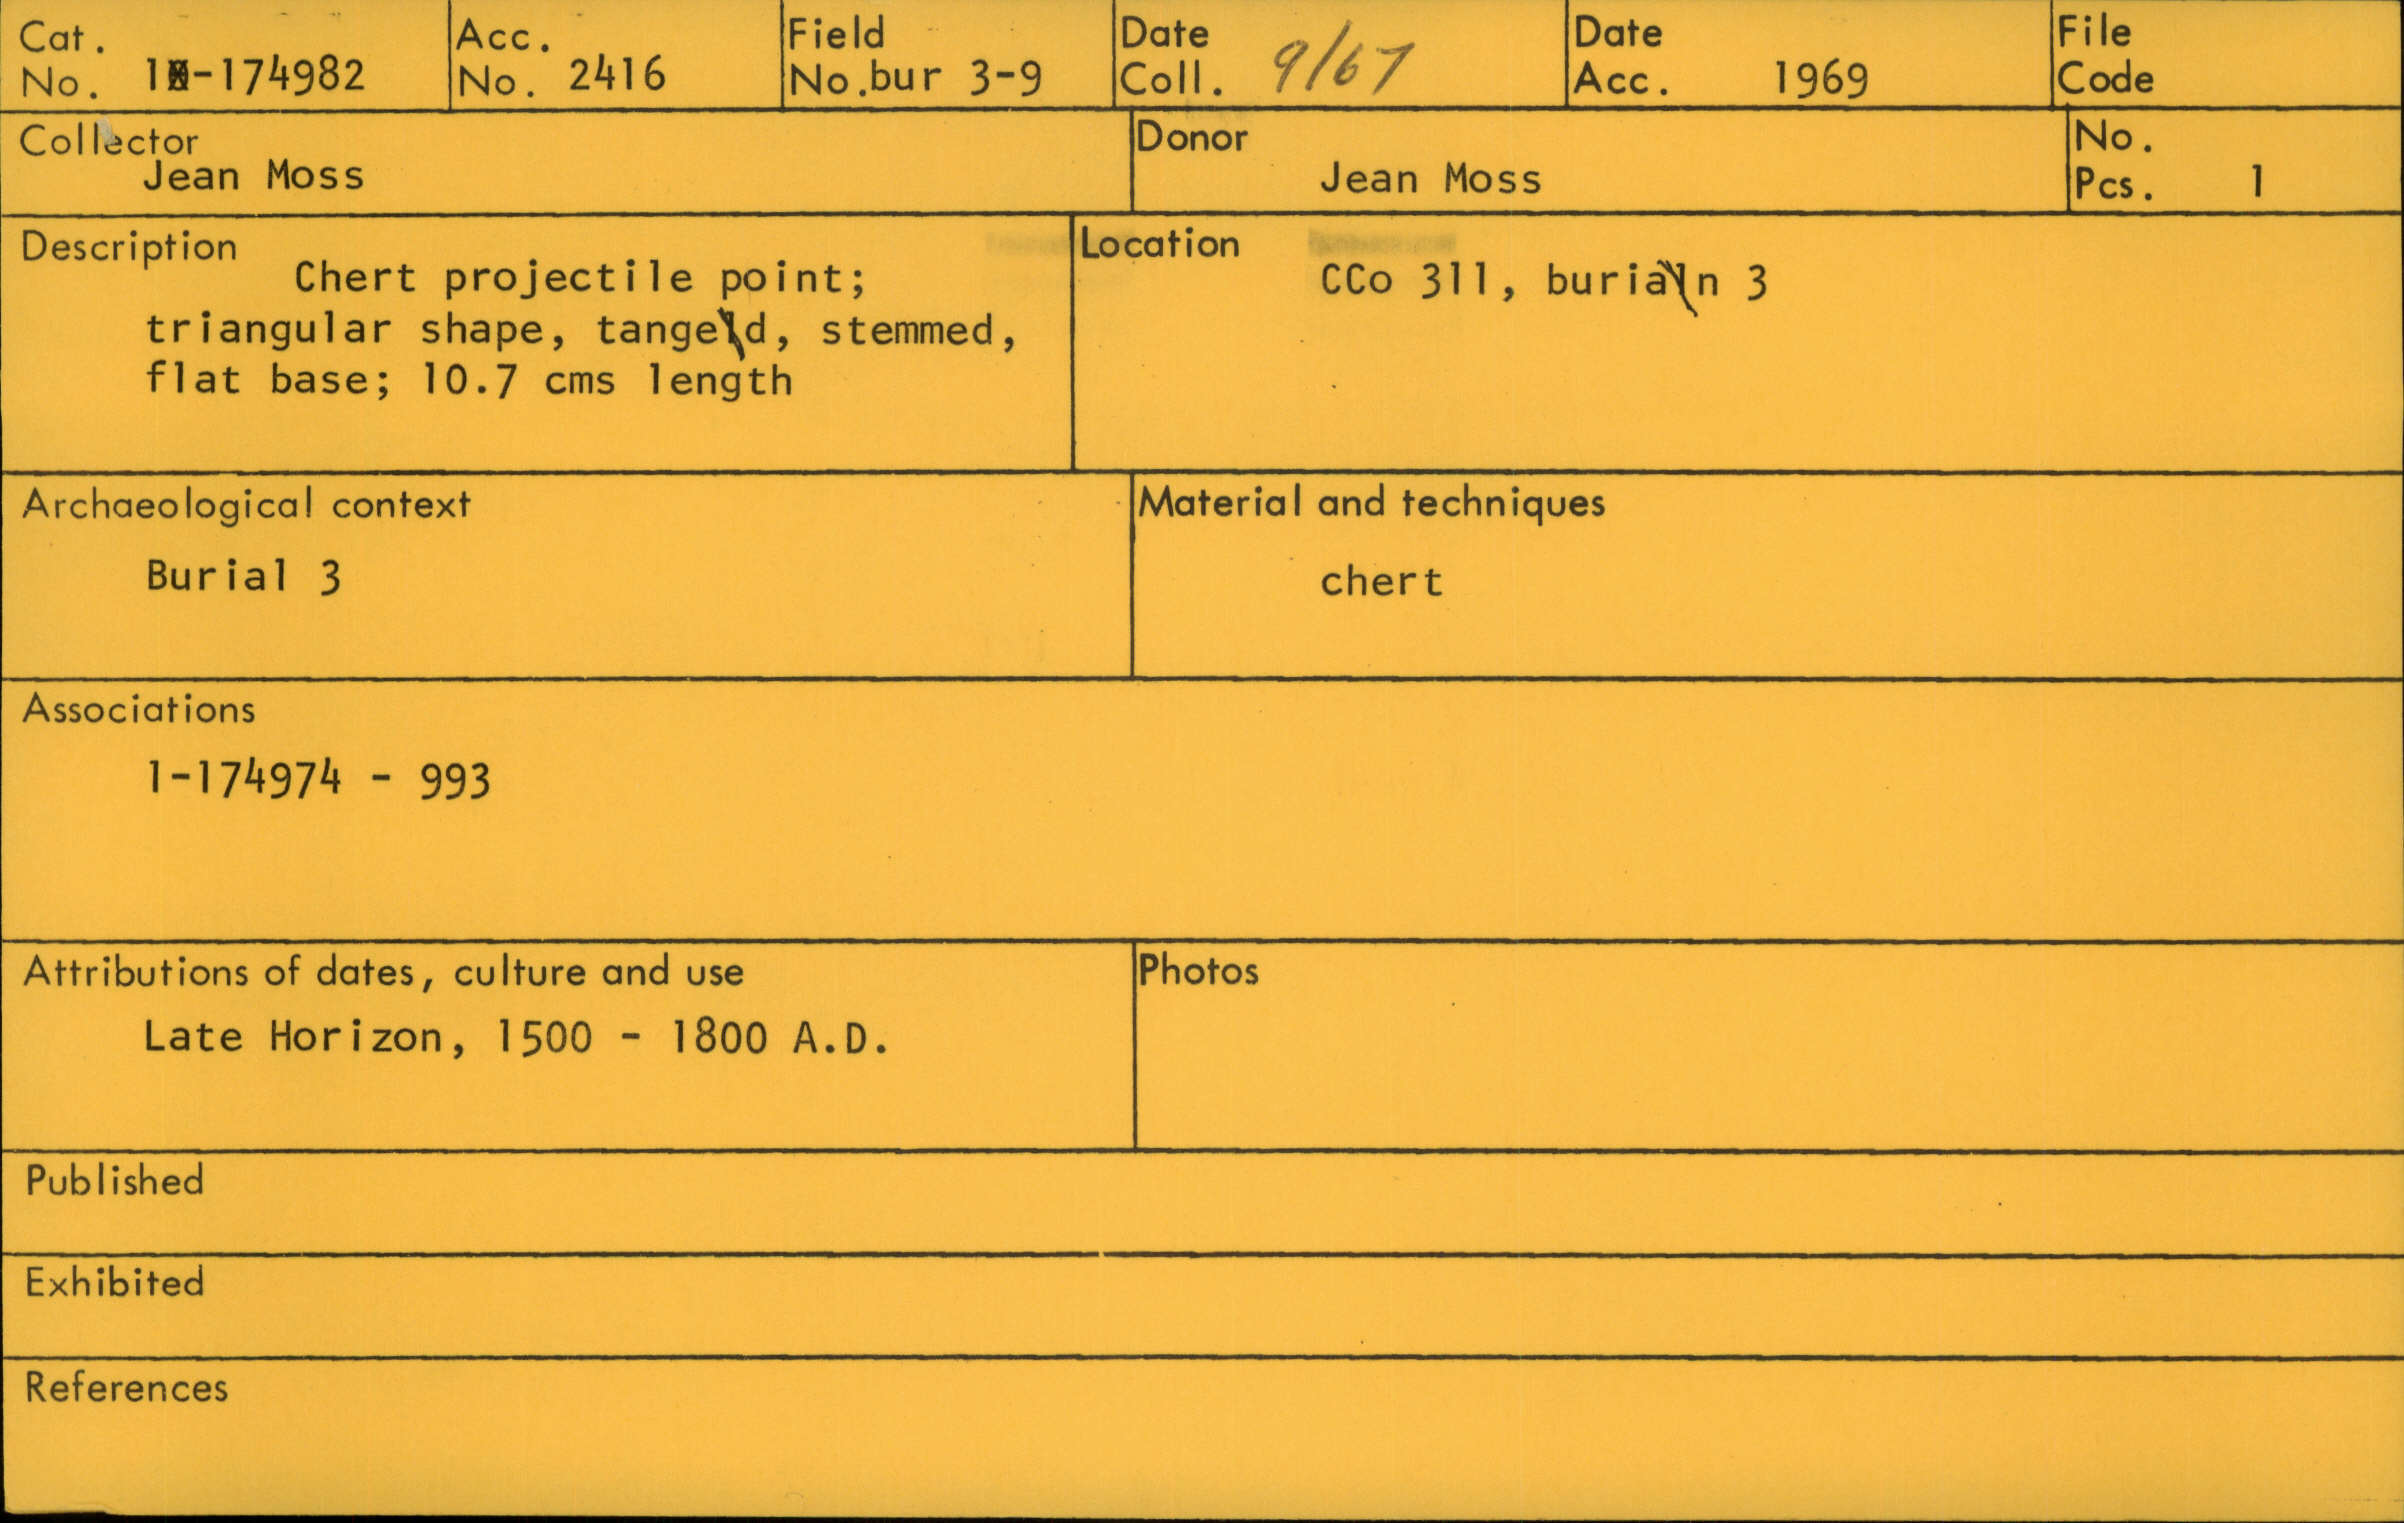 Cat. No. 1-174982
Acc. No. 2416
Field No. bur 3-9
Date Coll. 9/67
Date Acc. 1969
File Code
Collector
Jean Moss
Donor
Jean Moss
No. Pcs. 1
Description
Chert projectile point;
triangular shape, tanged, stemmed,
flat base; 10.7 cms length
Location
CCo 311, burian 3
Archaeological context
Burial 3
Material and techniques
chert
Associations
1-174974 - 993
Attributions of dates, culture and use
Late Horizon, 1500 - 1800 A.D.
Photos
Published
Exhibited
References